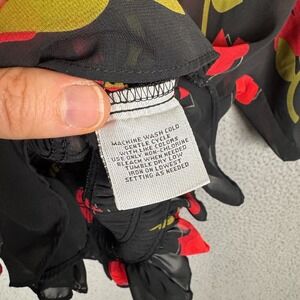 MACHINE WASH COLD
GENTLE CYCLE
WITH LIKE COLORS
USE ONLY NON-CHLORINE
BLEACH WHEN NEEDED
TUMBLE DRY LOW
IRON ON LOWEST
SETTING AS NEEDED